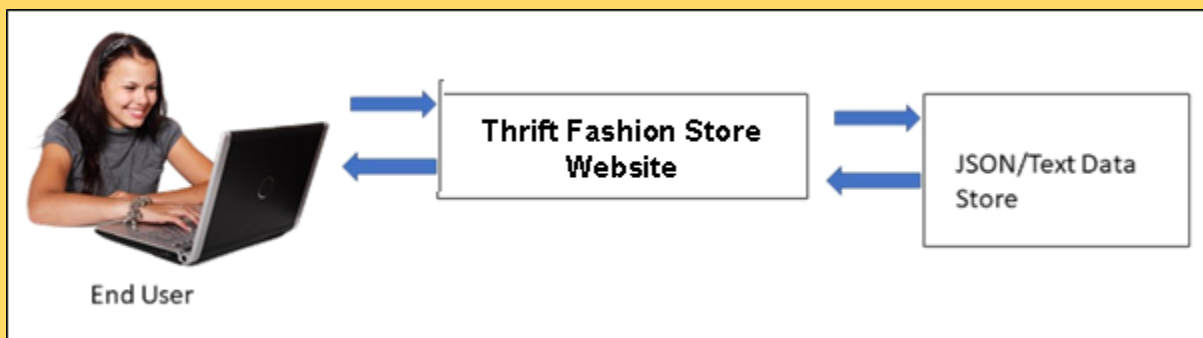 Thrift Fashion Store
Website
JSON/Text Data
Store
End User